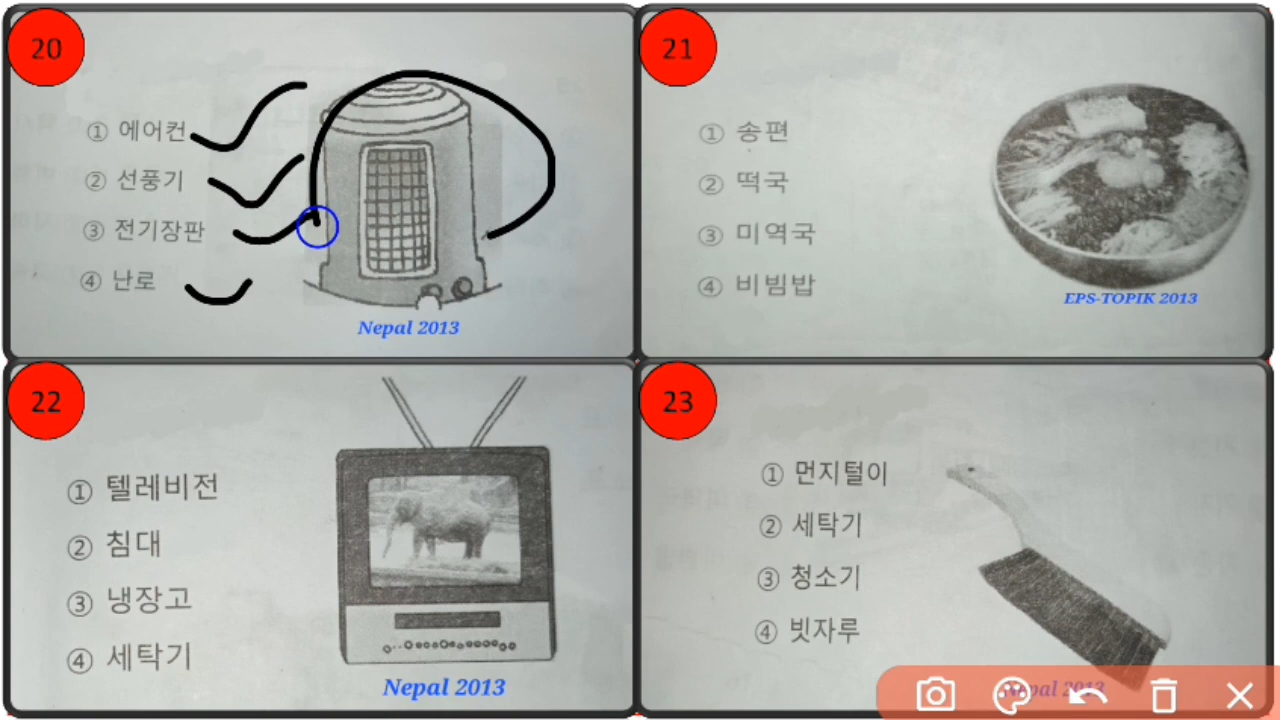 20
① 에어컨
② 선풍기
③ 전기장판
④ 난로
Nepal 2013
21
① 송편
② 떡국
③ 미역국
④ 비빔밥
EPS-TOPIK 2013
22
① 텔레비전
② 침대
③ 냉장고
④ 세탁기
Nepal 2013
23
① 먼지털이
② 세탁기
③ 청소기
④ 빗자루
Nepal 2013